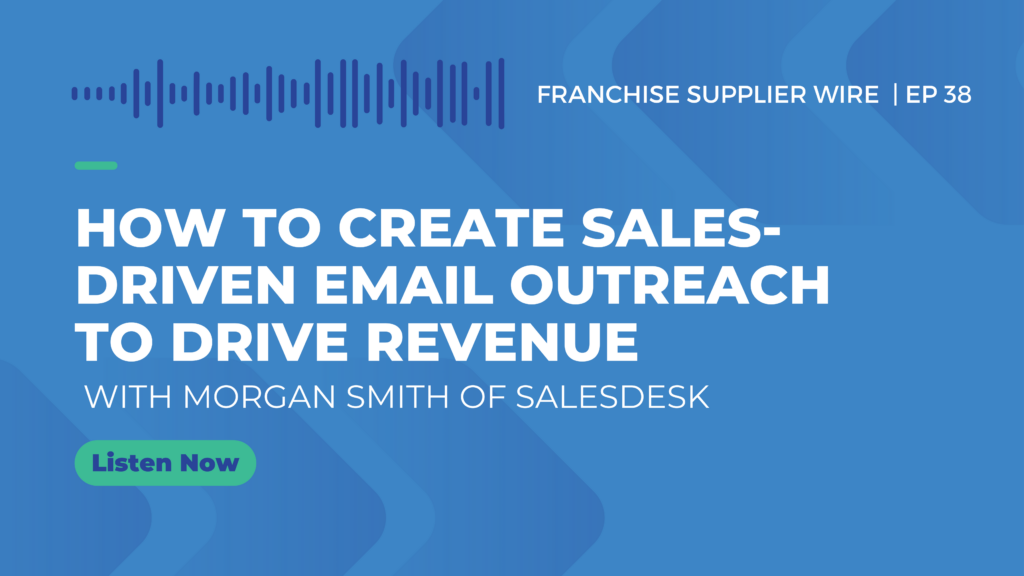 FRANCHISE SUPPLIER WIRE | EP 38
HOW TO CREATE SALES-
DRIVEN EMAIL OUTREACH
TO DRIVE REVENUE
WITH MORGAN SMITH OF SALESDESK
Listen Now